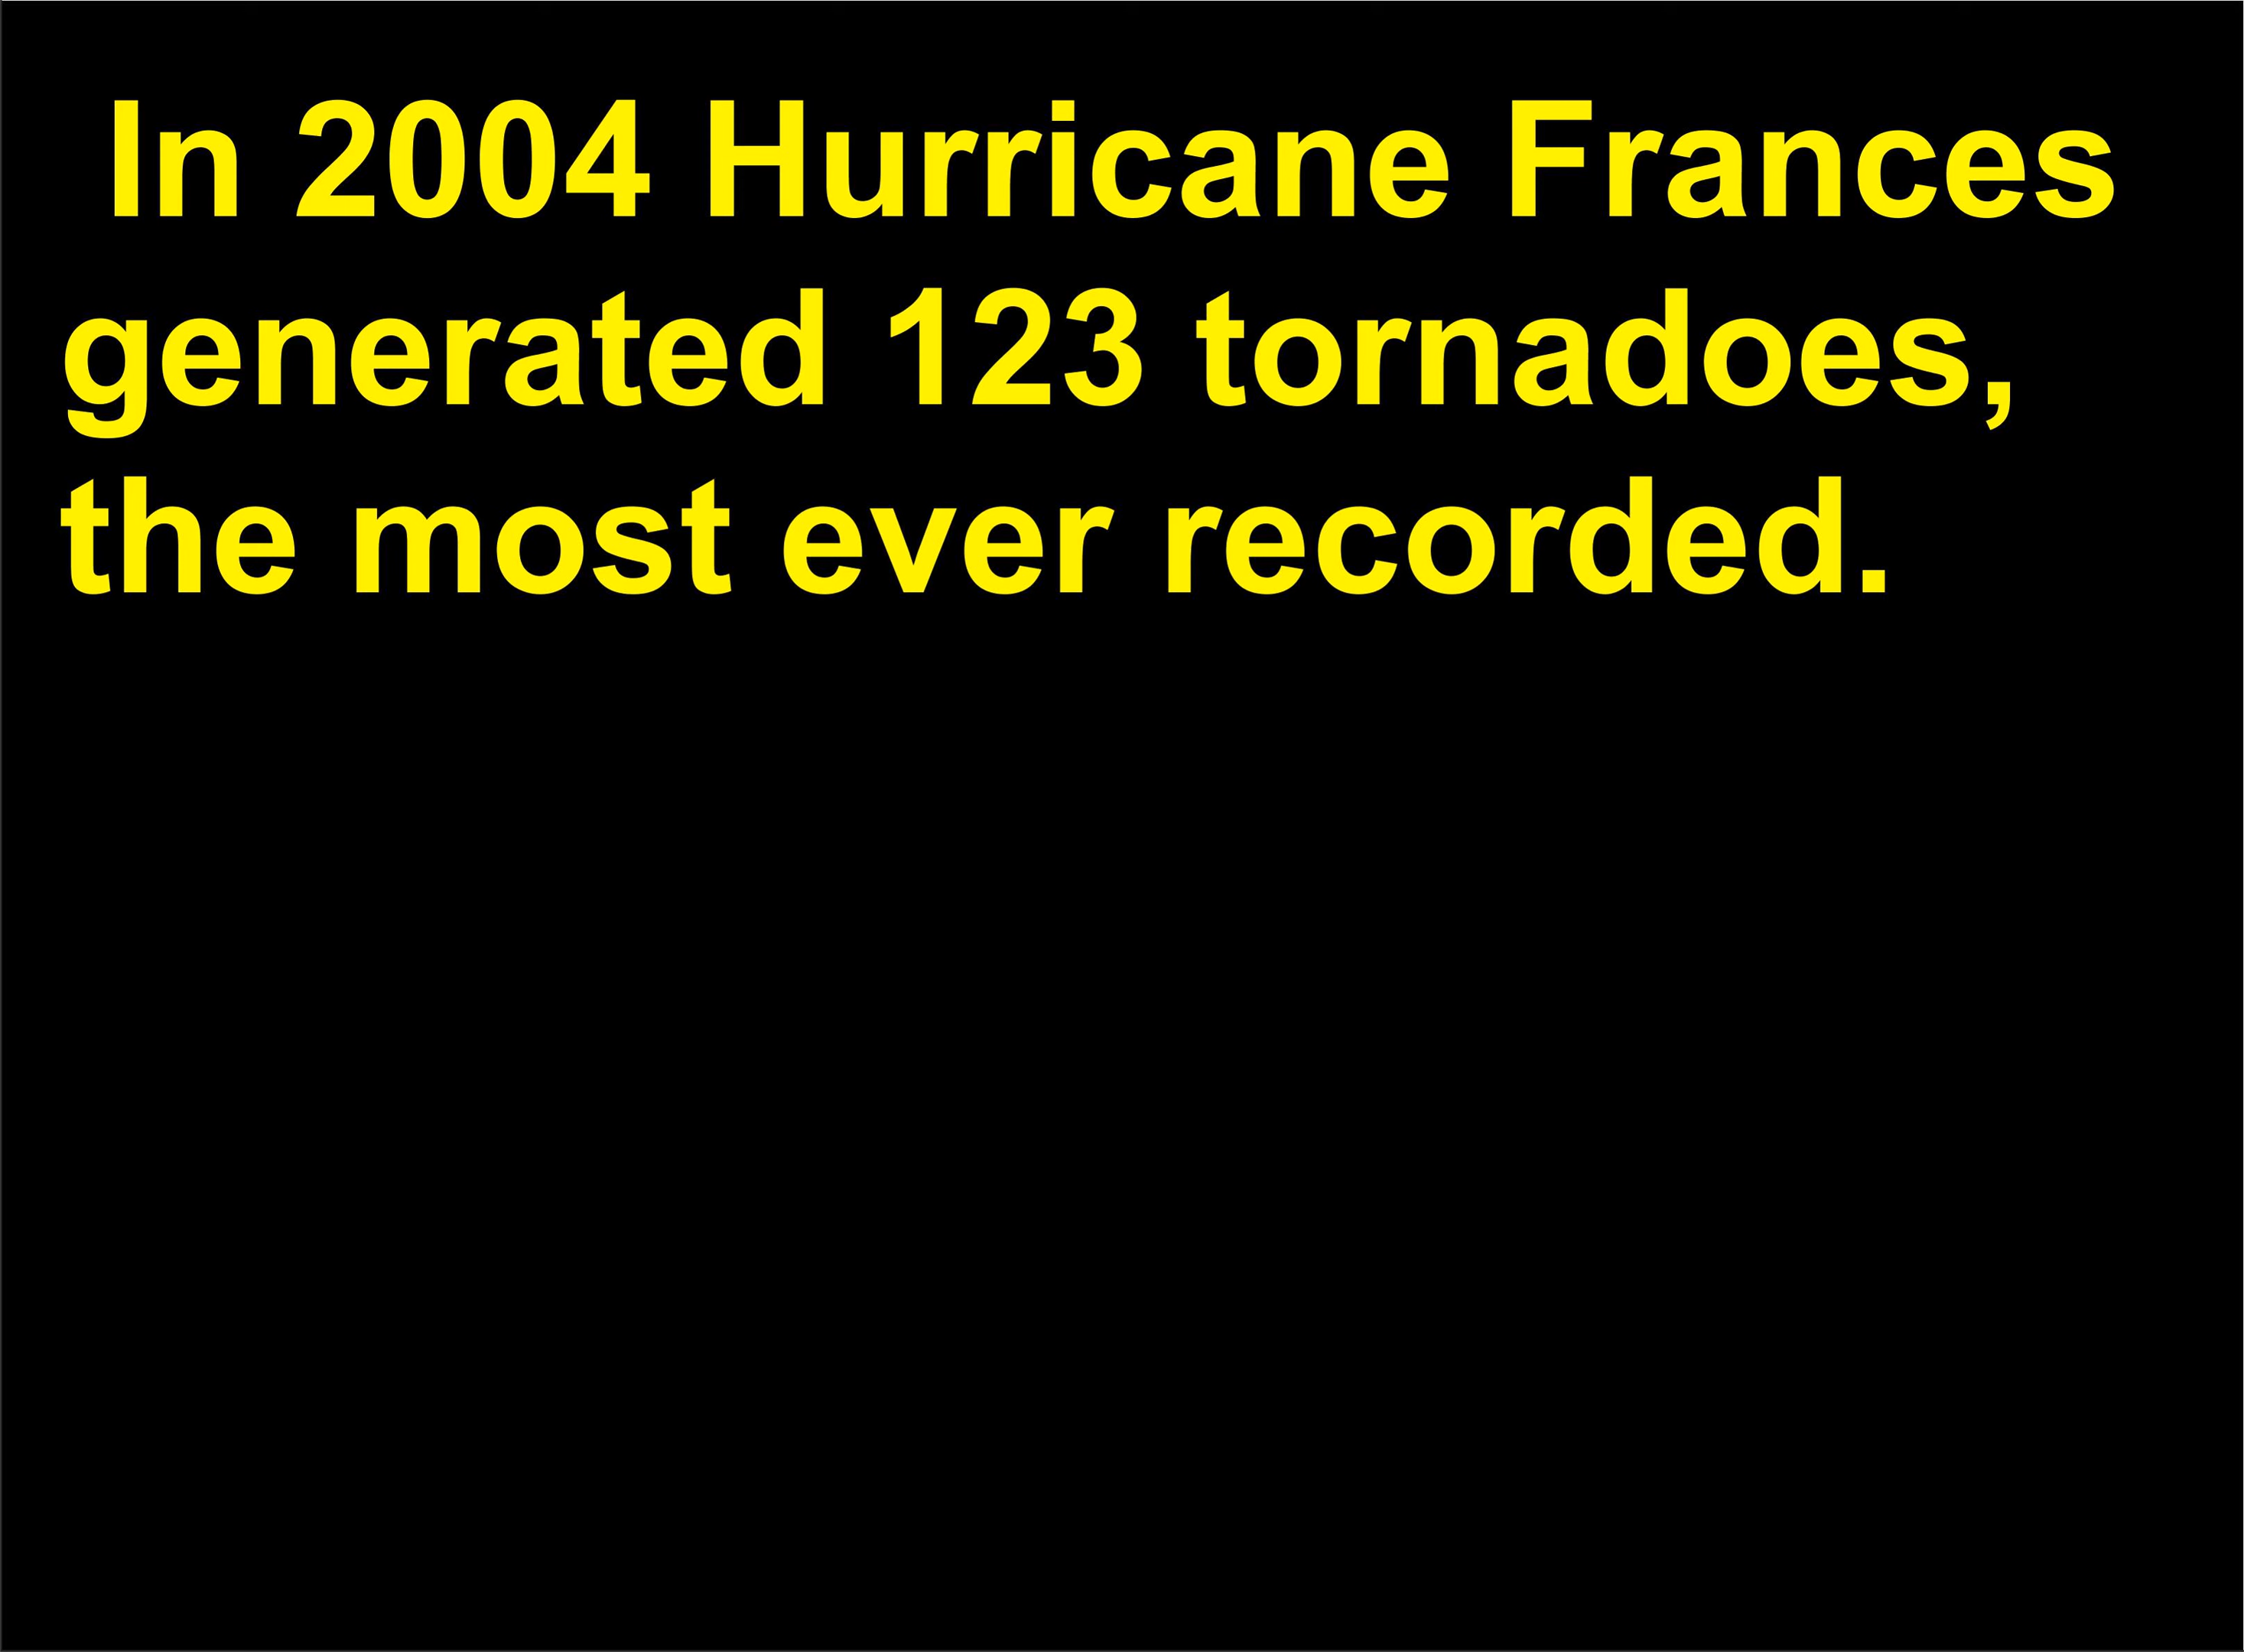 In 2004 Hurricane Frances
generated 123 tornadoes,
the most ever recorded.